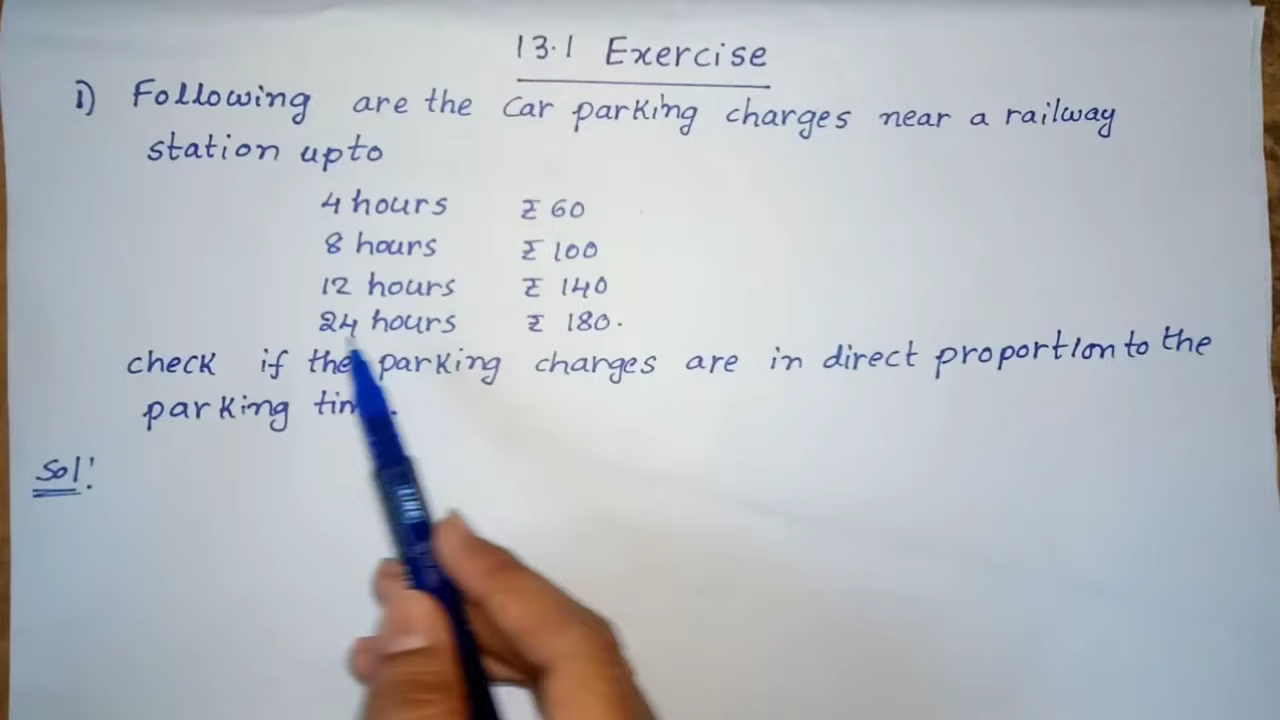 13.1 Exercise
1) Following are the car parking charges near a railway
station upto
4 hours ₹ 60
8 hours ₹ 100
12 hours ₹ 140
24 hours ₹ 180.
check if the parking charges are in direct proportion to the
parking
Sol: